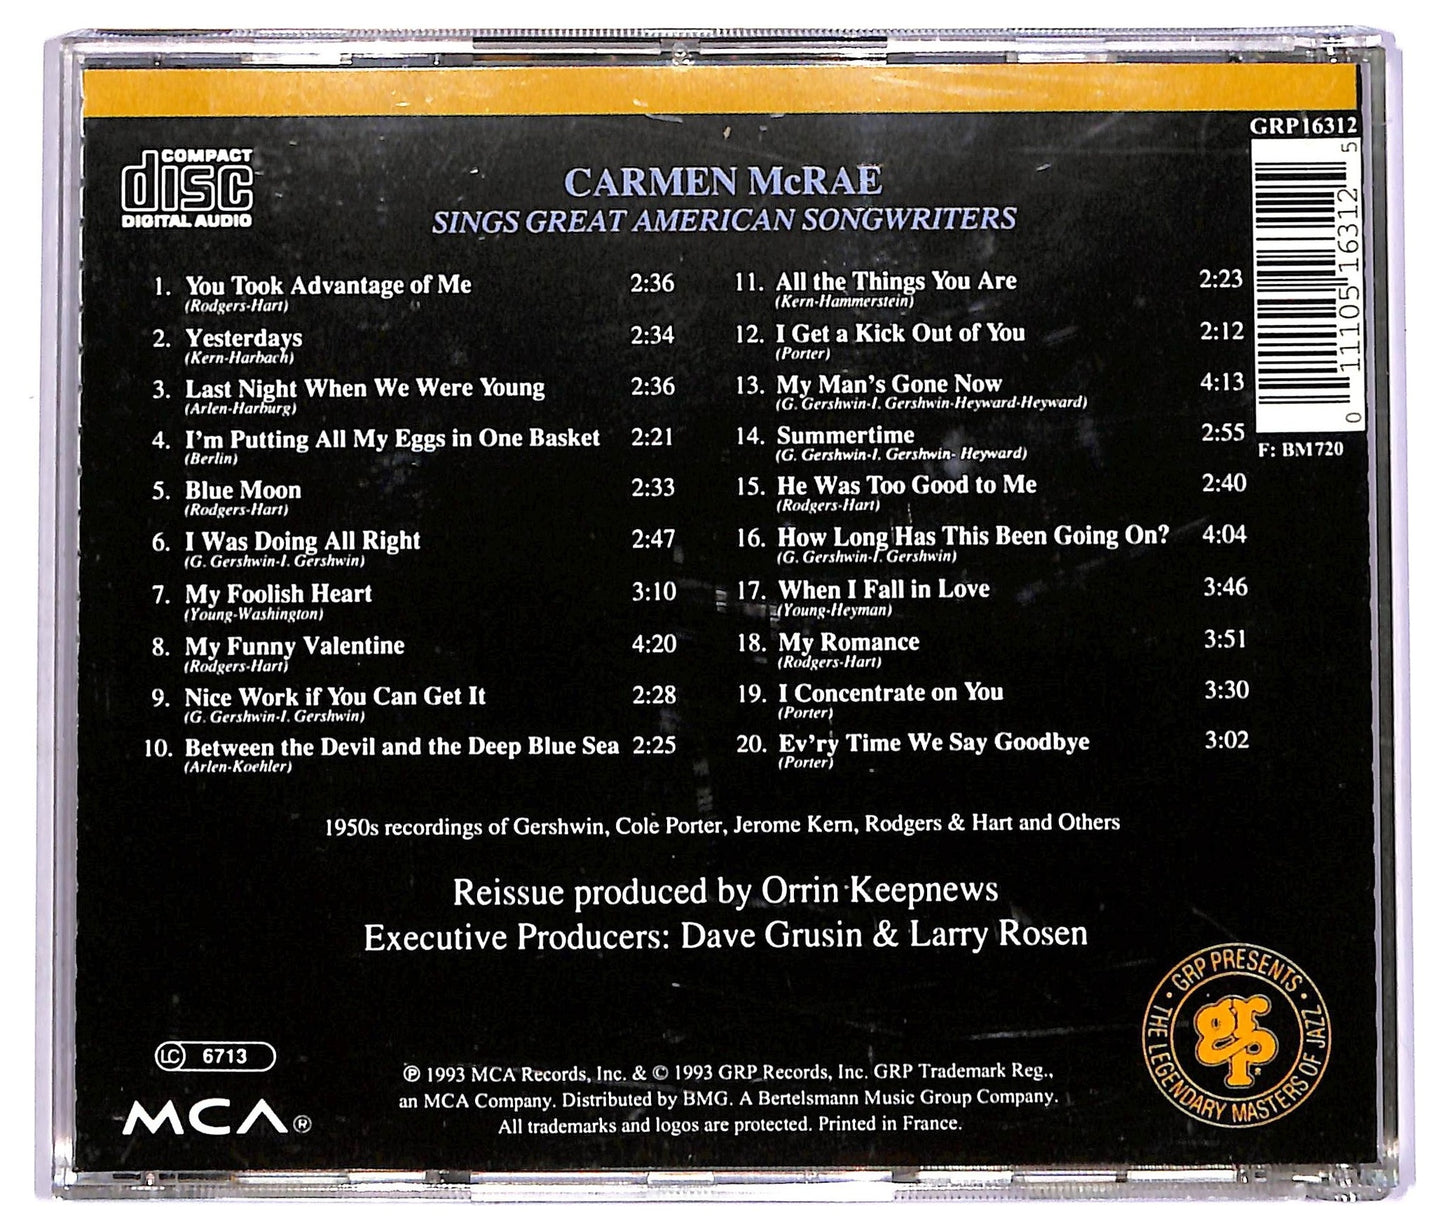 GRP16312
COMPACT
disc
DIGITAL AUDIO
CARMEN McRAE
SINGS GREAT AMERICAN SONGWRITERS
1. You Took Advantage of Me 2:36
(Rodgers-Hart)
2. Yesterdays 2:34
(Kern-Harbach)
3. Last Night When We Were Young 2:36
(Arlen-Harburg)
4. I'm Putting All My Eggs in One Basket 2:21
(Berlin)
5. Blue Moon 2:33
(Rodgers-Hart)
6. I Was Doing All Right 2:47
(G. Gershwin-I. Gershwin)
7. My Foolish Heart 3:10
(Young-Washington)
8. My Funny Valentine 4:20
(Rodgers-Hart)
9. Nice Work if You Can Get It 2:28
(G. Gershwin-I. Gershwin)
10. Between the Devil and the Deep Blue Sea 2:25
(Arlen-Koehler)
11. All the Things You Are 2:23
(Kern-Hammerstein)
12. I Get a Kick Out of You 2:12
(Porter)
13. My Man's Gone Now 4:13
(G. Gershwin-I. Gershwin-Heyward-Heyward)
14. Summertime 2:55
(G. Gershwin-I. Gershwin- Heyward)
15. He Was Too Good to Me 2:40
(Rodgers-Hart)
16. How Long Has This Been Going On? 4:04
(G. Gershwin-I. Gershwin)
17. When I Fall in Love 3:46
(Young-Heyman)
18. My Romance 3:51
(Rodgers-Hart)
19. I Concentrate on You 3:30
(Porter)
20. Ev'ry Time We Say Goodbye 3:02
(Porter)
0 11105 16312 5
F: BM720
1950s recordings of Gershwin, Cole Porter, Jerome Kern, Rodgers & Hart and Others
Reissue produced by Orrin Keepnews
Executive Producers: Dave Grusin & Larry Rosen
LC 6713
MCA®
℗ 1993 MCA Records, Inc. & © 1993 GRP Records, Inc. GRP Trademark Reg.,
an MCA Company. Distributed by BMG. A Bertelsmann Music Group Company.
All trademarks and logos are protected. Printed in France.
· GRP PRESENTS ·
THE LEGENDARY MASTERS OF JAZZ
grp